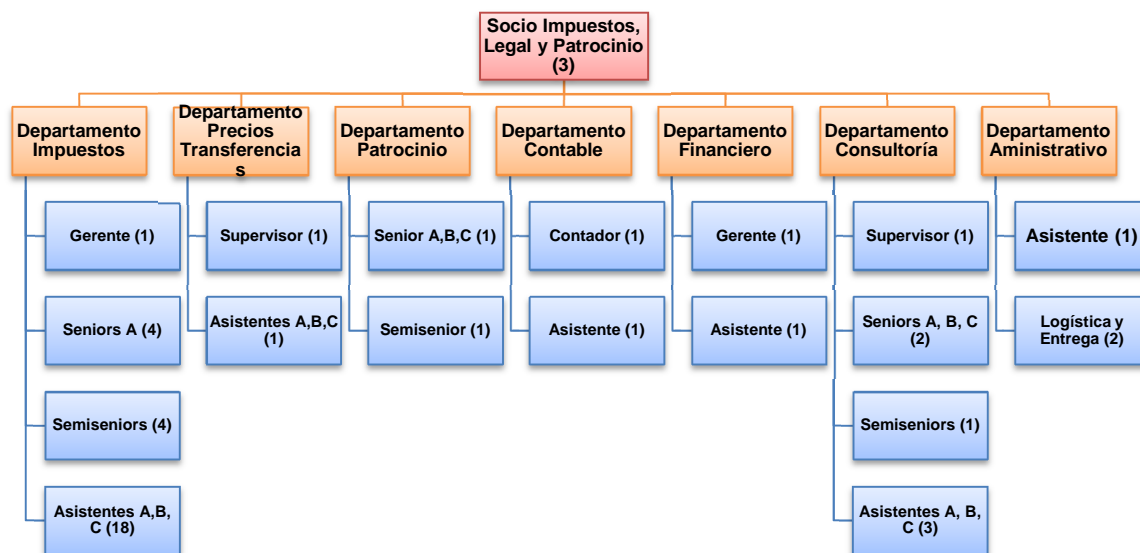 Socio Impuestos,
Legal y Patrocinio
(3)
Departamento
Impuestos
Departamento
Precios
Transferencia
s
Departamento
Patrocinio
Departamento
Contable
Departamento
Financiero
Departamento
Consultoría
Departamento
Aministrativo
Gerente (1)
Supervisor (1)
Senior A,B,C (1)
Contador (1)
Gerente (1)
Supervisor (1)
Asistente (1)
Seniors A (4)
Asistentes A,B,C
(1)
Semisenior (1)
Asistente (1)
Asistente (1)
Seniors A, B, C
(2)
Logística y
Entrega (2)
Semiseniors (4)
Semiseniors (1)
Asistentes A,B,
C (18)
Asistentes A, B,
C (3)